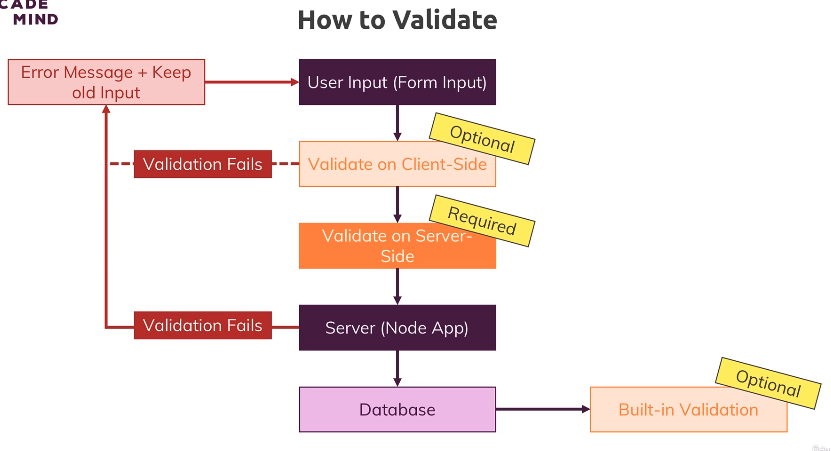 CADE
MIND
How to Validate
Error Message + Keep
old Input
User Input (Form Input)
Optional
Validation Fails
Validate on Client-Side
Required
Validate on Server-
Side
Validation Fails
Server (Node App)
Optional
Database
Built-in Validation